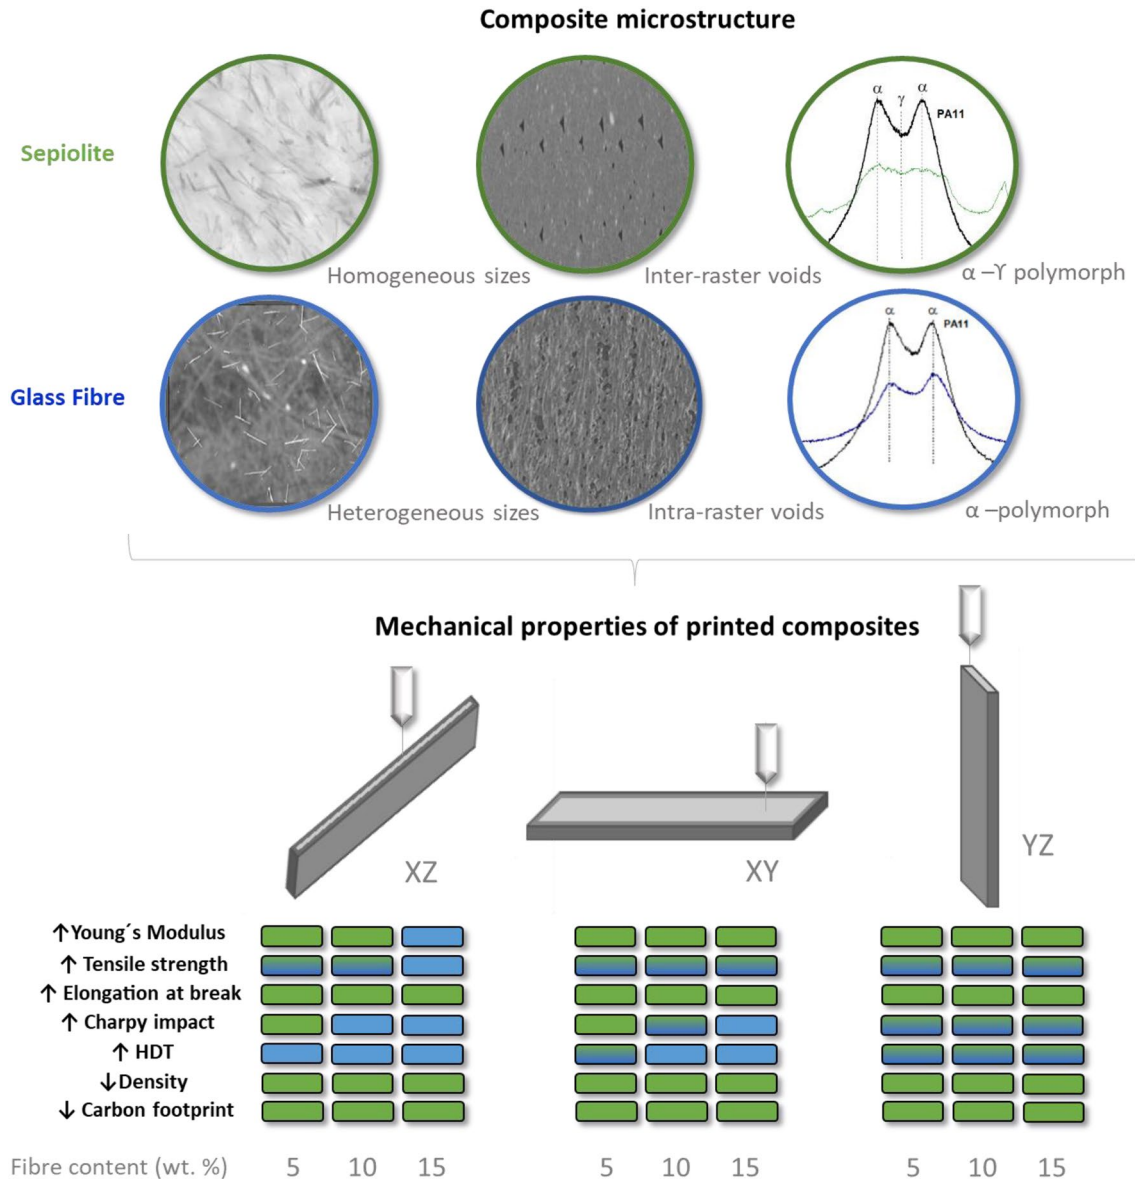 Composite microstructure
Sepiolite
α γ α
PA11
Homogeneous sizes
Inter-raster voids
α –ϒ polymorph
Glass Fibre
α α
PA11
Heterogeneous sizes
Intra-raster voids
α –polymorph
Mechanical properties of printed composites
XZ
XY
YZ
↑Young´s Modulus
↑ Tensile strength
↑ Elongation at break
↑ Charpy impact
↑ HDT
↓Density
↓ Carbon footprint
Fibre content (wt. %) 5 10 15 5 10 15 5 10 15